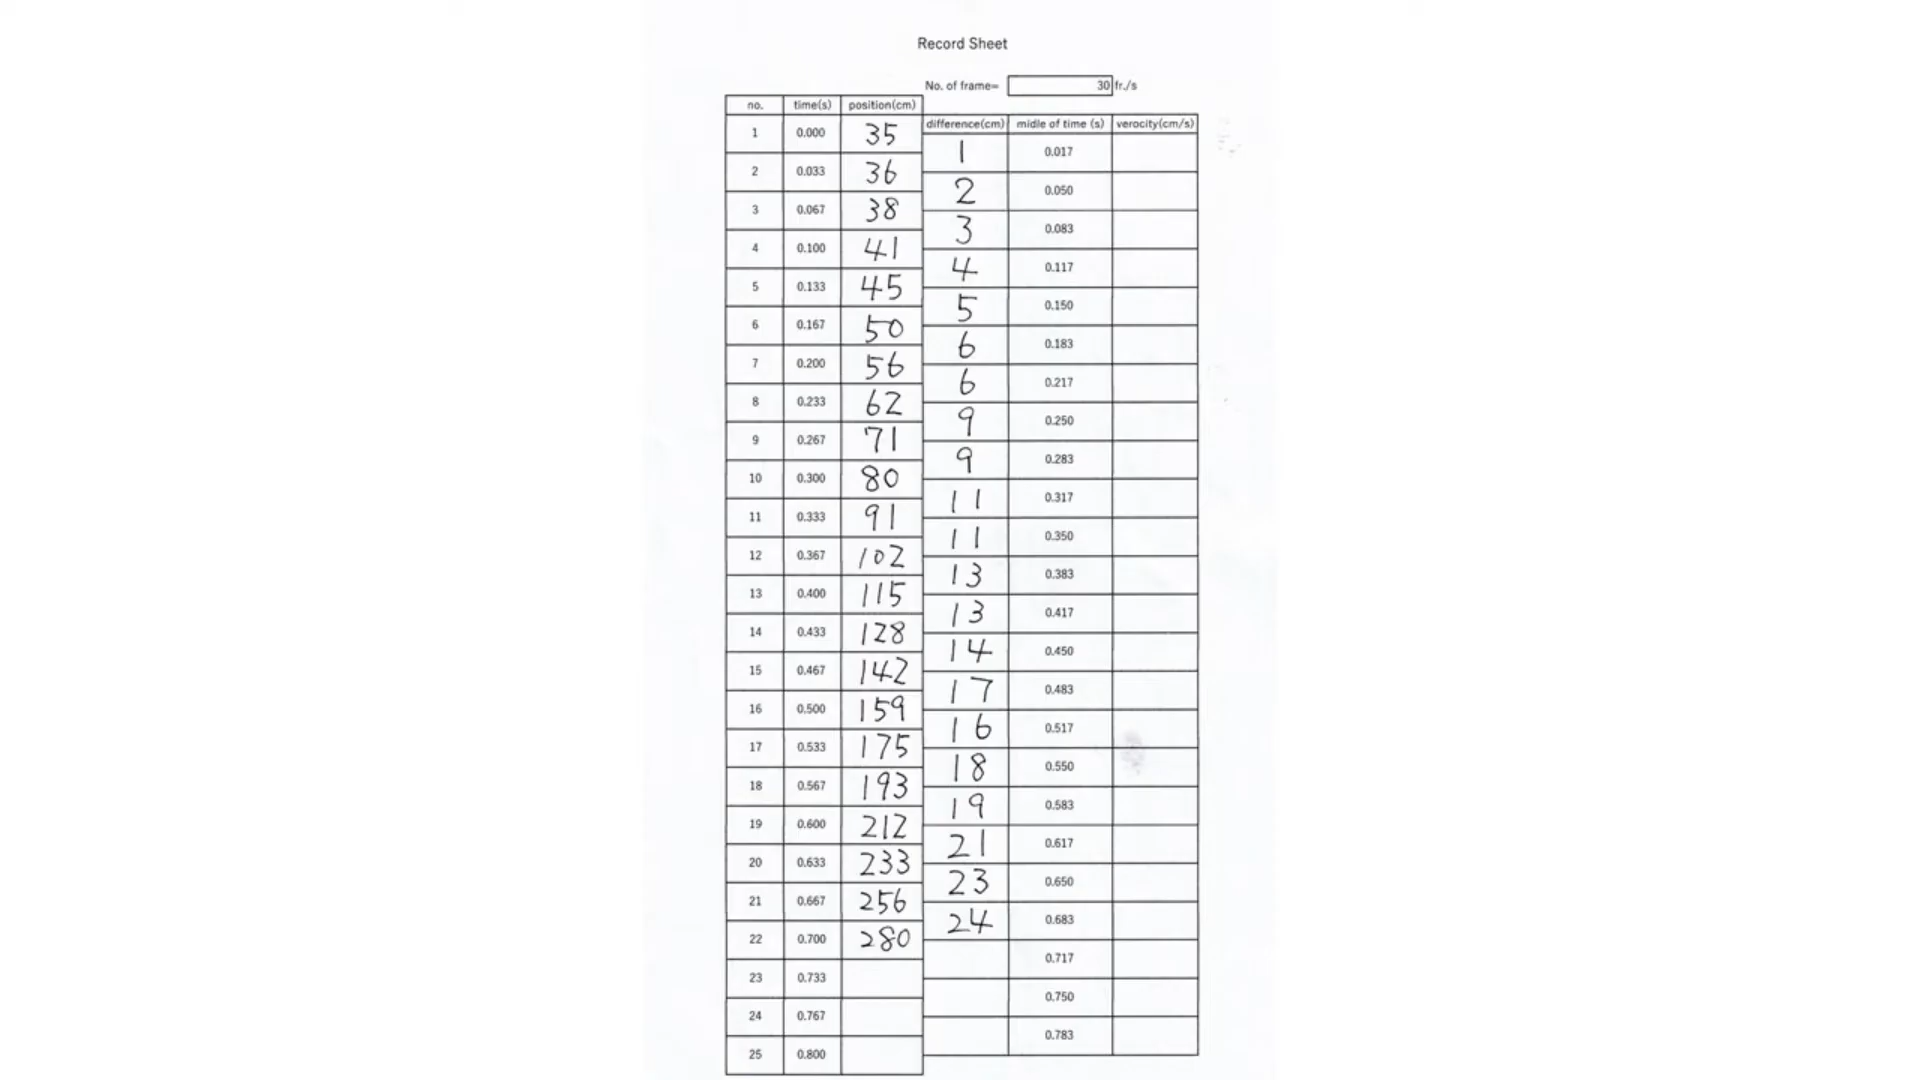 Record Sheet
No. of frame= 30 fr./s
no. time(s) position(cm)
difference(cm) midle of time (s) verocity(cm/s)
1 0.000 35
1 0.017
2 0.033 36
2 0.050
3 0.067 38
3 0.083
4 0.100 41
4 0.117
5 0.133 45
5 0.150
6 0.167 50
6 0.183
7 0.200 56
6 0.217
8 0.233 62
9 0.250
9 0.267 71
9 0.283
10 0.300 80
11 0.317
11 0.333 91
11 0.350
12 0.367 102
13 0.383
13 0.400 115
13 0.417
14 0.433 128
14 0.450
15 0.467 142
17 0.483
16 0.500 159
16 0.517
17 0.533 175
18 0.550
18 0.567 193
19 0.583
19 0.600 212
21 0.617
20 0.633 233
23 0.650
21 0.667 256
24 0.683
22 0.700 280
0.717
23 0.733
0.750
24 0.767
0.783
25 0.800